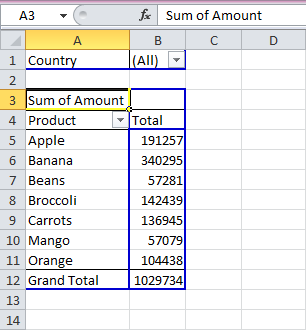 A3 fx Sum of Amount
A B C D
1 Country (All)
2
3 Sum of Amount
4 Product Total
5 Apple 191257
6 Banana 340295
7 Beans 57281
8 Broccoli 142439
9 Carrots 136945
10 Mango 57079
11 Orange 104438
12 Grand Total 1029734
13
14